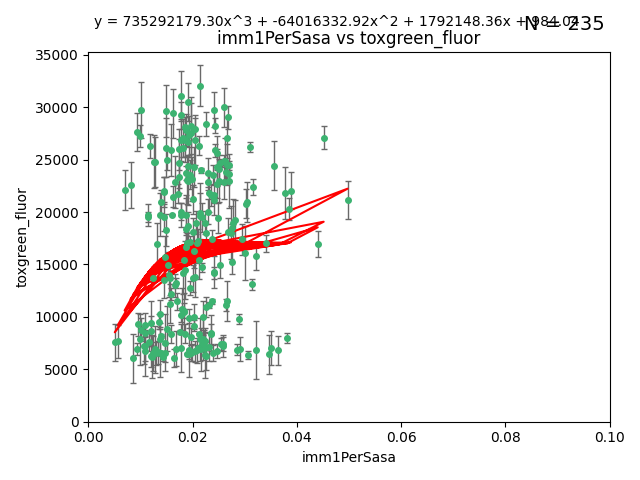 y = 735292179.30x^3 + -64016332.92x^2 + 1792148.36x + 984.04
N = 235
imm1PerSasa vs toxgreen_fluor
35000
30000
25000
20000
15000
10000
5000
0
toxgreen_fluor
0.00 0.02 0.04 0.06 0.08 0.10
imm1PerSasa